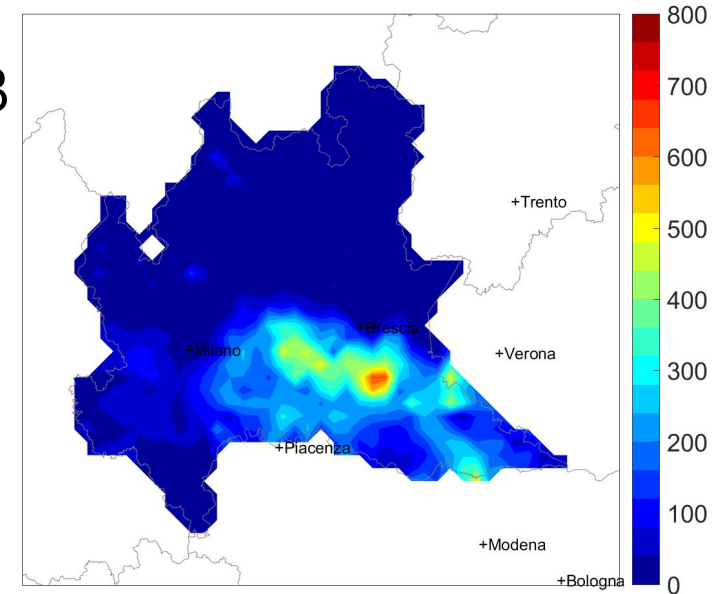 B
800
700
+Trento
600
500
400
+Brescia
+Milano
+Verona
300
200
+Piacenza
100
+Modena
+Bologna
0